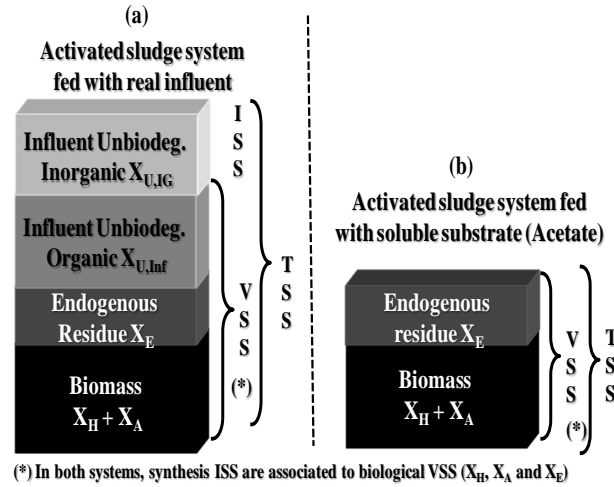 (a)
Activated sludge system
fed with real influent
Influent Unbiodeg.
Inorganic X_U,IG
Influent Unbiodeg.
Organic X_U,Inf
Endogenous
Residue X_E
Biomass
X_H + X_A
I
S
S
V
S
S
(*)
T
S
S
(b)
Activated sludge system fed
with soluble substrate (Acetate)
Endogenous
residue X_E
Biomass
X_H + X_A
V
S
S
(*)
T
S
S
(*) In both systems, synthesis ISS are associated to biological VSS (X_H, X_A and X_E)